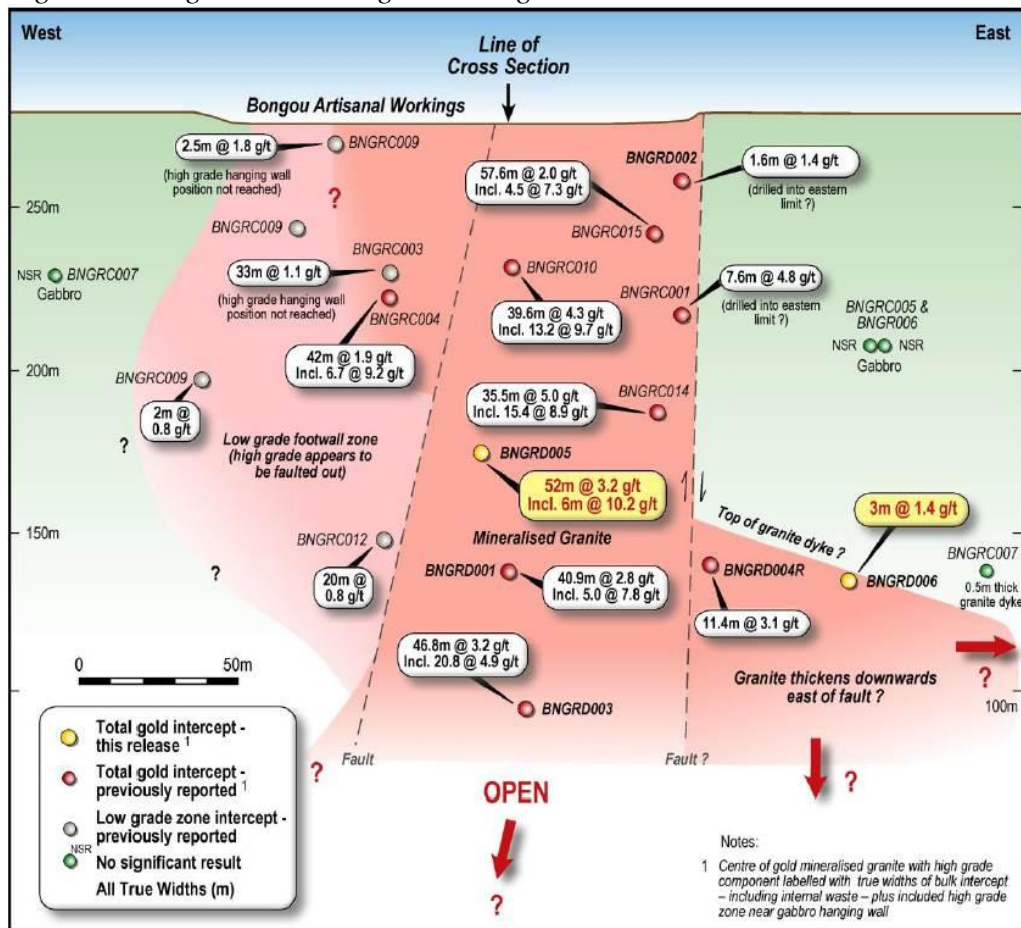 West
East
Line of
Cross Section
Bongou Artisanal Workings
2.5m @ 1.8 g/t
BNGRC009
(high grade hanging wall
position not reached)
?
BNGRD002
1.6m @ 1.4 g/t
(drilled into eastern
limit ?)
57.6m @ 2.0 g/t
Incl. 4.5 @ 7.3 g/t
250m
BNGRC009
BNGRC015
NSR
BNGRC007
Gabbro
BNGRC003
33m @ 1.1 g/t
(high grade hanging wall
position not reached)
BNGRC004
42m @ 1.9 g/t
Incl. 6.7 @ 9.2 g/t
BNGRC010
39.6m @ 4.3 g/t
Incl. 13.2 @ 9.7 g/t
BNGRC001
7.6m @ 4.8 g/t
(drilled into eastern
limit ?)
BNGRC005 &
BNGR006
NSR
NSR
Gabbro
200m
BNGRC009
2m @
0.8 g/t
?
35.5m @ 5.0 g/t
Incl. 15.4 @ 8.9 g/t
BNGRC014
Low grade footwall zone
(high grade appears to
be faulted out)
BNGRD005
52m @ 3.2 g/t
Incl. 6m @ 10.2 g/t
3m @ 1.4 g/t
Top of granite dyke ?
150m
?
BNGRC012
20m @
0.8 g/t
Mineralised Granite
BNGRD001
40.9m @ 2.8 g/t
Incl. 5.0 @ 7.8 g/t
BNGRD004R
11.4m @ 3.1 g/t
BNGRD006
BNGRC007
0.5m thick
granite dyke
46.8m @ 3.2 g/t
Incl. 20.8 @ 4.9 g/t
BNGRD003
Granite thickens downwards
east of fault ?
?
100m
0
50m
Fault
Fault ?
?
OPEN
?
?
Total gold intercept -
this release 1
Total gold intercept -
previously reported 1
Low grade zone intercept -
previously reported
NSR
No significant result
All True Widths (m)
Notes:
1 Centre of gold mineralised granite with high grade
component labelled with true widths of bulk intercept
– including internal waste – plus included high grade
zone near gabbro hanging wall